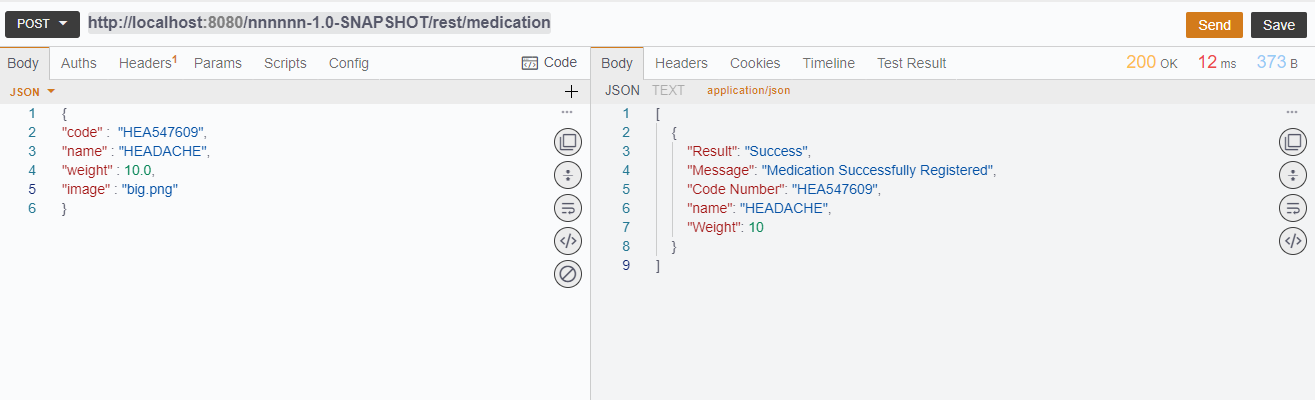 POST http://localhost:8080/nnnnnn-1.0-SNAPSHOT/rest/medication Send Save
Body Auths Headers1 Params Scripts Config Code
JSON
1 {
2 "code" :  "HEA547609",
3 "name" : "HEADACHE",
4 "weight" : 10.0,
5 "image" : "big.png"
6 }
Body Headers Cookies Timeline Test Result 200 OK 12 ms 373 B
JSON TEXT application/json
1 [
2 {
3 "Result": "Success",
4 "Message": "Medication Successfully Registered",
5 "Code Number": "HEA547609",
6 "name": "HEADACHE",
7 "Weight": 10
8 }
9 ]